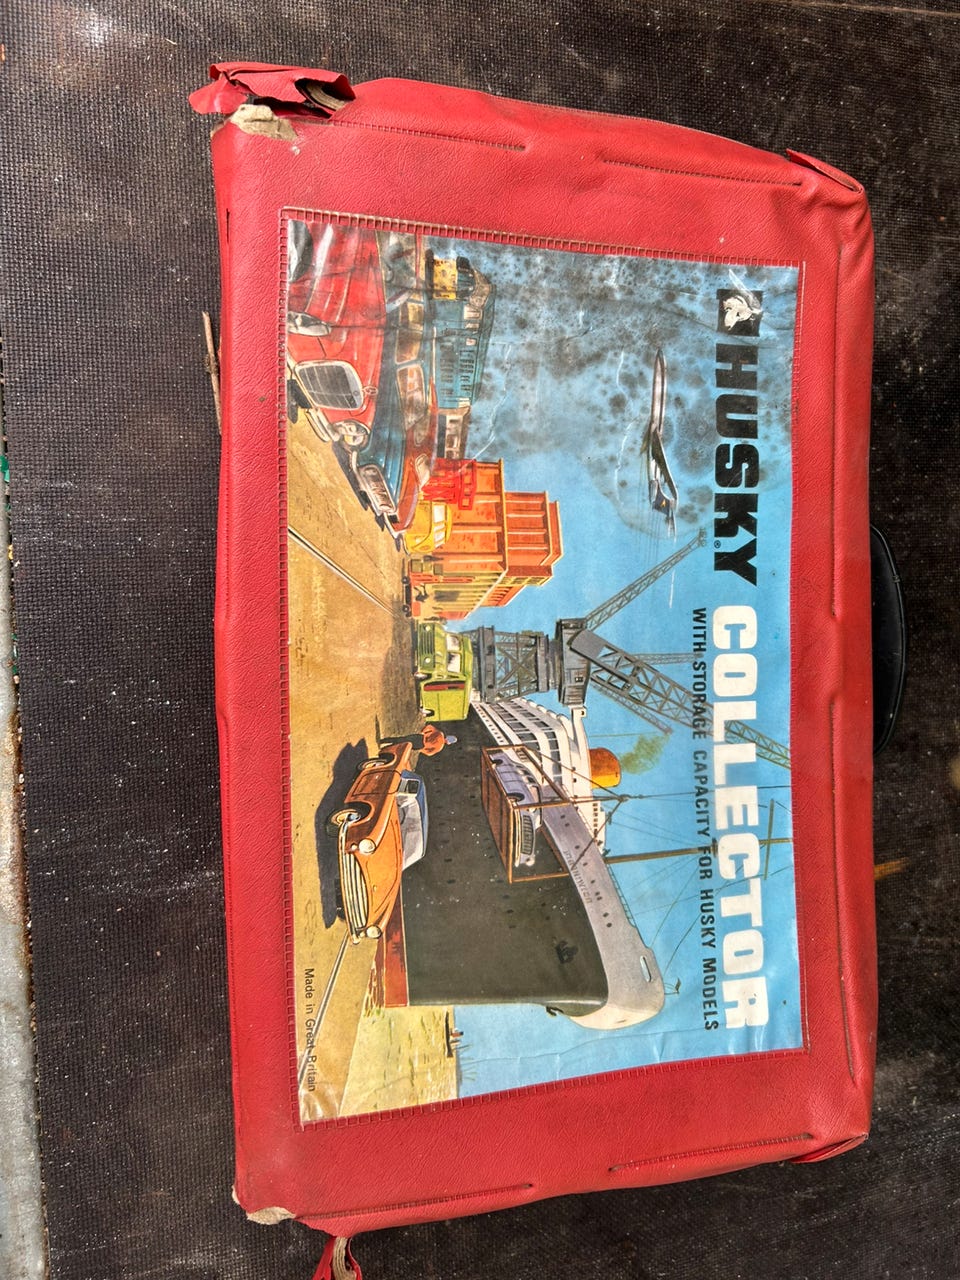 HUSKY® COLLECTOR
WITH STORAGE CAPACITY FOR HUSKY MODELS
Made in Great Britain